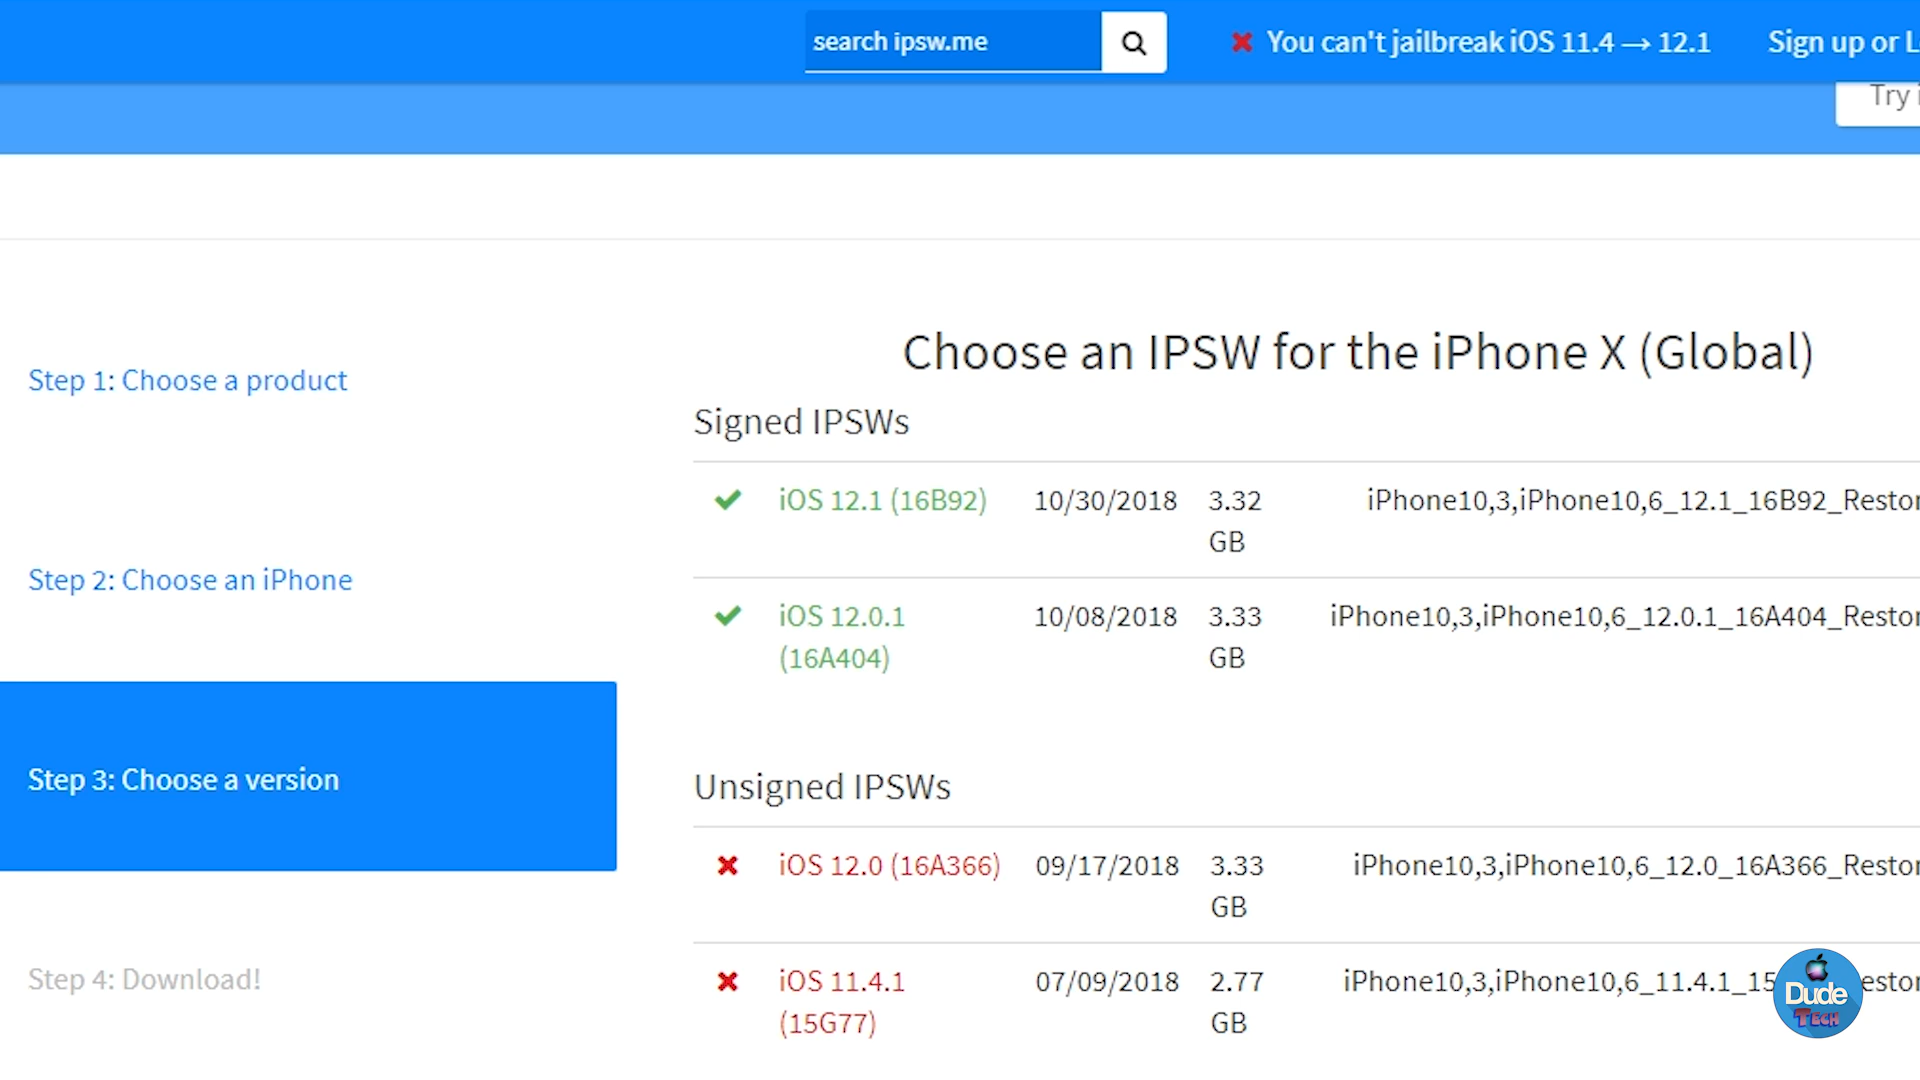 search ipsw.me
✖ You can't jailbreak iOS 11.4 → 12.1
Sign up or L
Try i
Choose an IPSW for the iPhone X (Global)
Step 1: Choose a product
Step 2: Choose an iPhone
Step 3: Choose a version
Step 4: Download!
Signed IPSWs
✔ iOS 12.1 (16B92) 10/30/2018 3.32 iPhone10,3,iPhone10,6_12.1_16B92_Restor
GB
✔ iOS 12.0.1 10/08/2018 3.33 iPhone10,3,iPhone10,6_12.0.1_16A404_Restor
(16A404) GB
Unsigned IPSWs
✖ iOS 12.0 (16A366) 09/17/2018 3.33 iPhone10,3,iPhone10,6_12.0_16A366_Restor
GB
✖ iOS 11.4.1 07/09/2018 2.77 iPhone10,3,iPhone10,6_11.4.1_15 estor
(15G77) GB
Dude
Tech